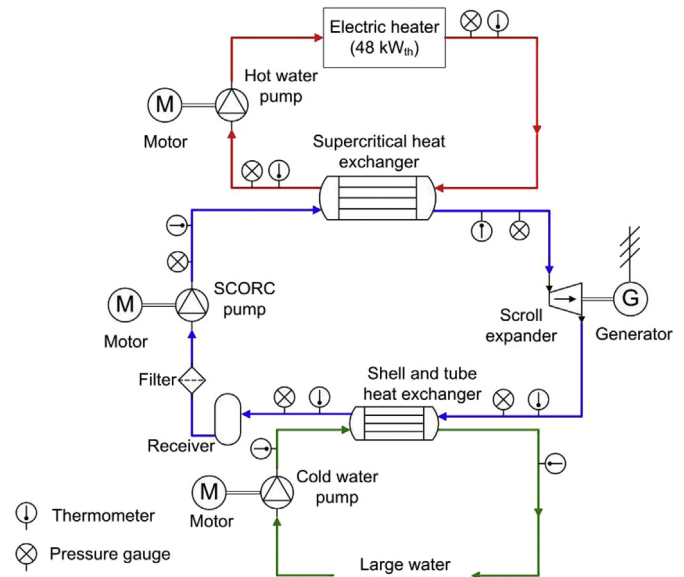 Electric heater
(48 kWth)
Hot water
pump
M
Motor
Supercritical heat
exchanger
SCORC
pump
M
Motor
G
Scroll
expander
Generator
Filter
Shell and tube
heat exchanger
Receiver
Cold water
pump
M
Motor
Thermometer
Pressure gauge
Large water